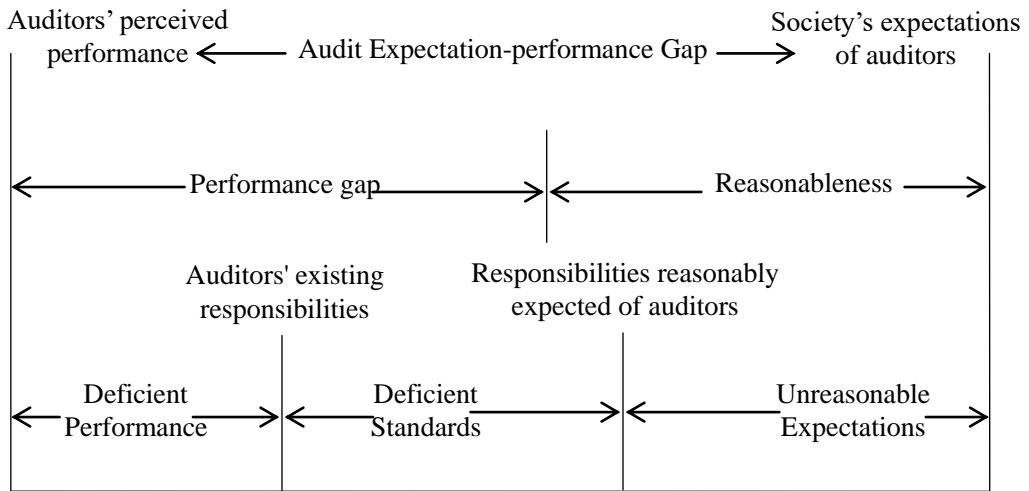 Auditors’ perceived
performance
Audit Expectation-performance Gap
Society’s expectations
of auditors
Performance gap
Reasonableness
Auditors' existing
responsibilities
Responsibilities reasonably
expected of auditors
Deficient
Performance
Deficient
Standards
Unreasonable
Expectations